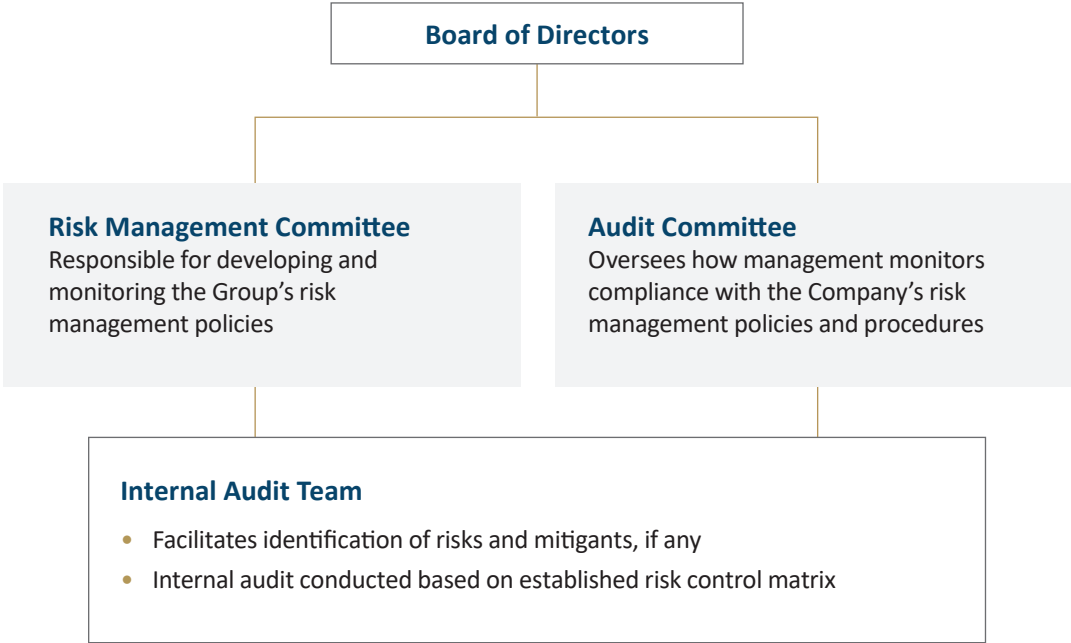 Board of Directors
Risk Management Committee
Responsible for developing and
monitoring the Group’s risk
management policies
Audit Committee
Oversees how management monitors
compliance with the Company’s risk
management policies and procedures
Internal Audit Team
• Facilitates identification of risks and mitigants, if any
• Internal audit conducted based on established risk control matrix